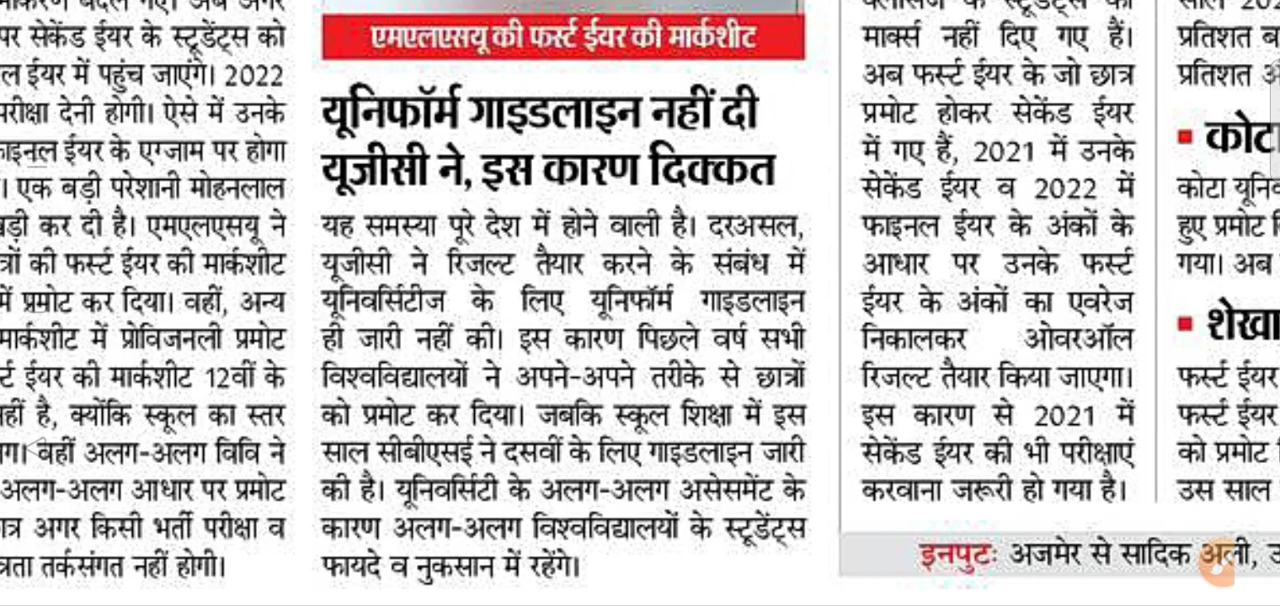 पर सेकेंड ईयर के स्टूडेंट्स को
ल ईयर में पहुंच जाएंगे। 2022
परीक्षा देनी होगी। ऐसे में उनके
फाइनल ईयर के एग्जाम पर होगा
। एक बड़ी परेशानी मोहनलाल
खड़ी कर दी है। एमएलएसयू ने
त्रों की फर्स्ट ईयर की मार्कशीट
में प्रमोट कर दिया। वहीं, अन्य
मार्कशीट में प्रोविजनली प्रमोट
र्ट ईयर की मार्कशीट 12वीं के
नहीं है, क्योंकि स्कूल का स्तर
गा। वहीं अलग-अलग विवि ने
अलग-अलग आधार पर प्रमोट
ात्र अगर किसी भर्ती परीक्षा व
त्रता तर्कसंगत नहीं होगी।
एमएलएसयू की फर्स्ट ईयर की मार्कशीट
यूनिफॉर्म गाइडलाइन नहीं दी
यूजीसी ने, इस कारण दिक्कत
यह समस्या पूरे देश में होने वाली है। दरअसल,
यूजीसी ने रिजल्ट तैयार करने के संबंध में
यूनिवर्सिटीज के लिए यूनिफॉर्म गाइडलाइन
ही जारी नहीं की। इस कारण पिछले वर्ष सभी
विश्वविद्यालयों ने अपने-अपने तरीके से छात्रों
को प्रमोट कर दिया। जबकि स्कूल शिक्षा में इस
साल सीबीएसई ने दसवीं के लिए गाइडलाइन जारी
की है। यूनिवर्सिटी के अलग-अलग असेसमेंट के
कारण अलग-अलग विश्वविद्यालयों के स्टूडेंट्स
फायदे व नुकसान में रहेंगे।
मार्क्स नहीं दिए गए हैं।
अब फर्स्ट ईयर के जो छात्र
प्रमोट होकर सेकेंड ईयर
में गए हैं, 2021 में उनके
सेकेंड ईयर व 2022 में
फाइनल ईयर के अंकों के
आधार पर उनके फर्स्ट
ईयर के अंकों का एवरेज
निकालकर ओवरऑल
रिजल्ट तैयार किया जाएगा।
इस कारण से 2021 में
सेकेंड ईयर की भी परीक्षाएं
करवाना जरूरी हो गया है।
प्रतिशत
प्रतिशत
कोटा
कोटा
हुए प्रमोट
गया। अब
शेखा
फर्स्ट ईयर
फर्स्ट ईयर
को प्रमोट
उस साल
इनपुट: अजमेर से सादिक अली,